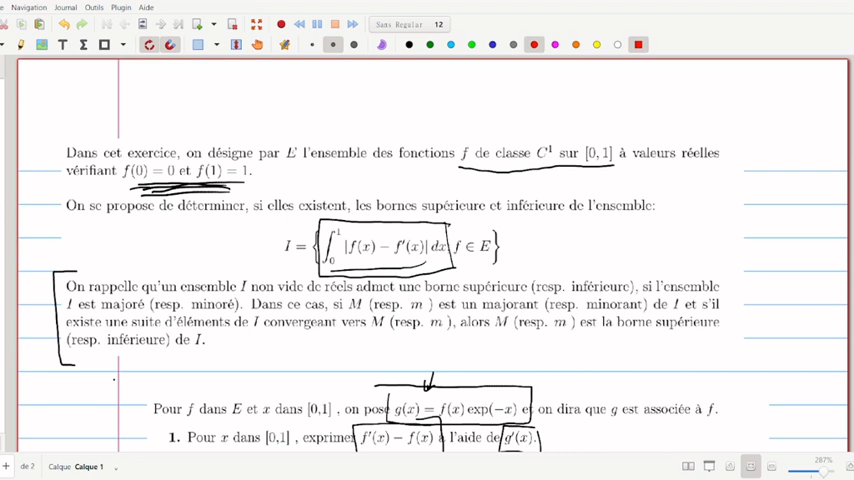 Navigation Journal Outils Plugin Aide
Sans Regular 12
Dans cet exercice, on désigne par E l'ensemble des fonctions f de classe C¹ sur [0, 1] à valeurs réelles
vérifiant f(0) = 0 et f(1) = 1.
On se propose de déterminer, si elles existent, les bornes supérieure et inférieure de l'ensemble:
I = { ∫₀¹ |f(x) − f′(x)| dx, f ∈ E }
On rappelle qu'un ensemble I non vide de réels admet une borne supérieure (resp. inférieure), si l'ensemble
I est majoré (resp. minoré). Dans ce cas, si M (resp. m ) est un majorant (resp. minorant) de I et s'il
existe une suite d'éléments de I convergeant vers M (resp. m ), alors M (resp. m ) est la borne supérieure
(resp. inférieure) de I.
Pour f dans E et x dans [0,1] , on pose g(x) = f(x) exp(−x) et on dira que g est associée à f.
1. Pour x dans [0,1] , exprimer f′(x) − f(x) à l'aide de g′(x).
de 2 Calque Calque 1 287%